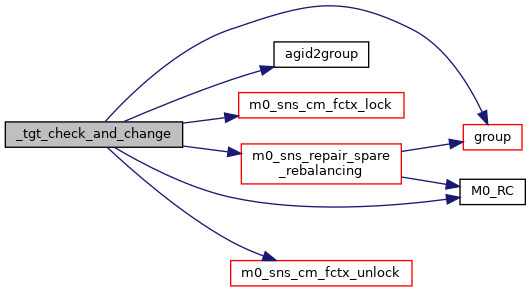 agid2group
m0_sns_cm_fctx_lock
_tgt_check_and_change
group
m0_sns_repair_spare
_rebalancing
M0_RC
m0_sns_cm_fctx_unlock